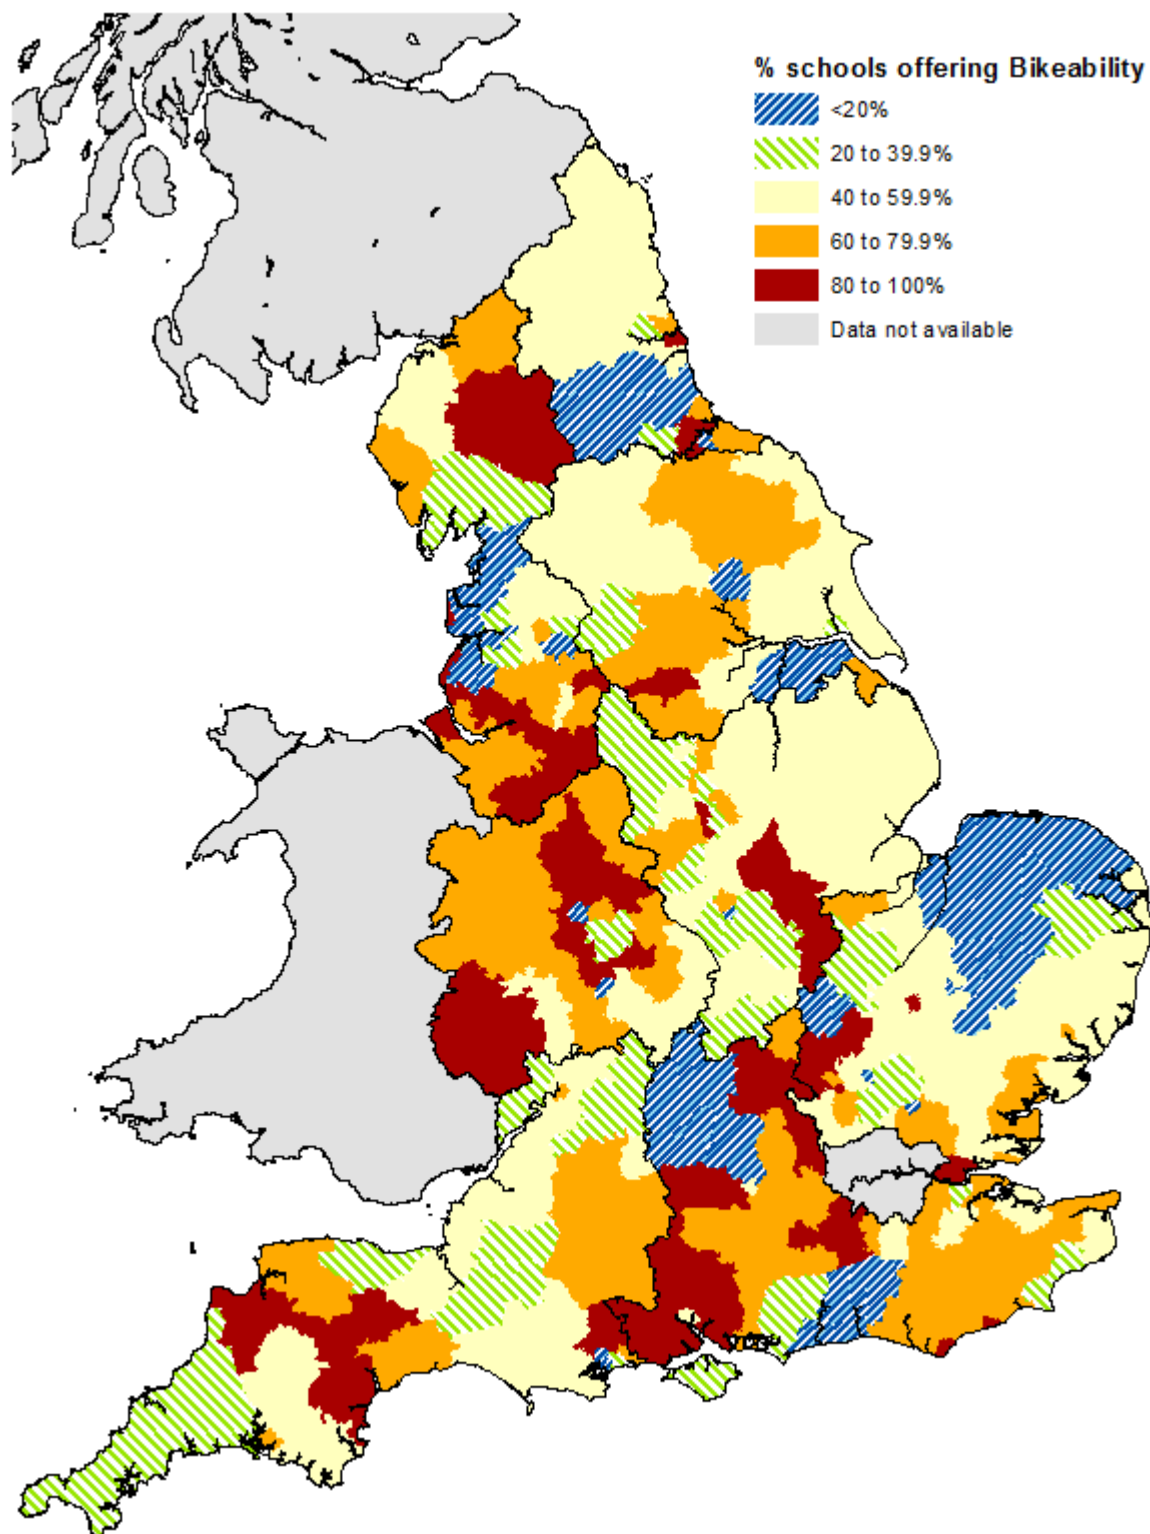 % schools offering Bikeability
<20%
20 to 39.9%
40 to 59.9%
60 to 79.9%
80 to 100%
Data not available